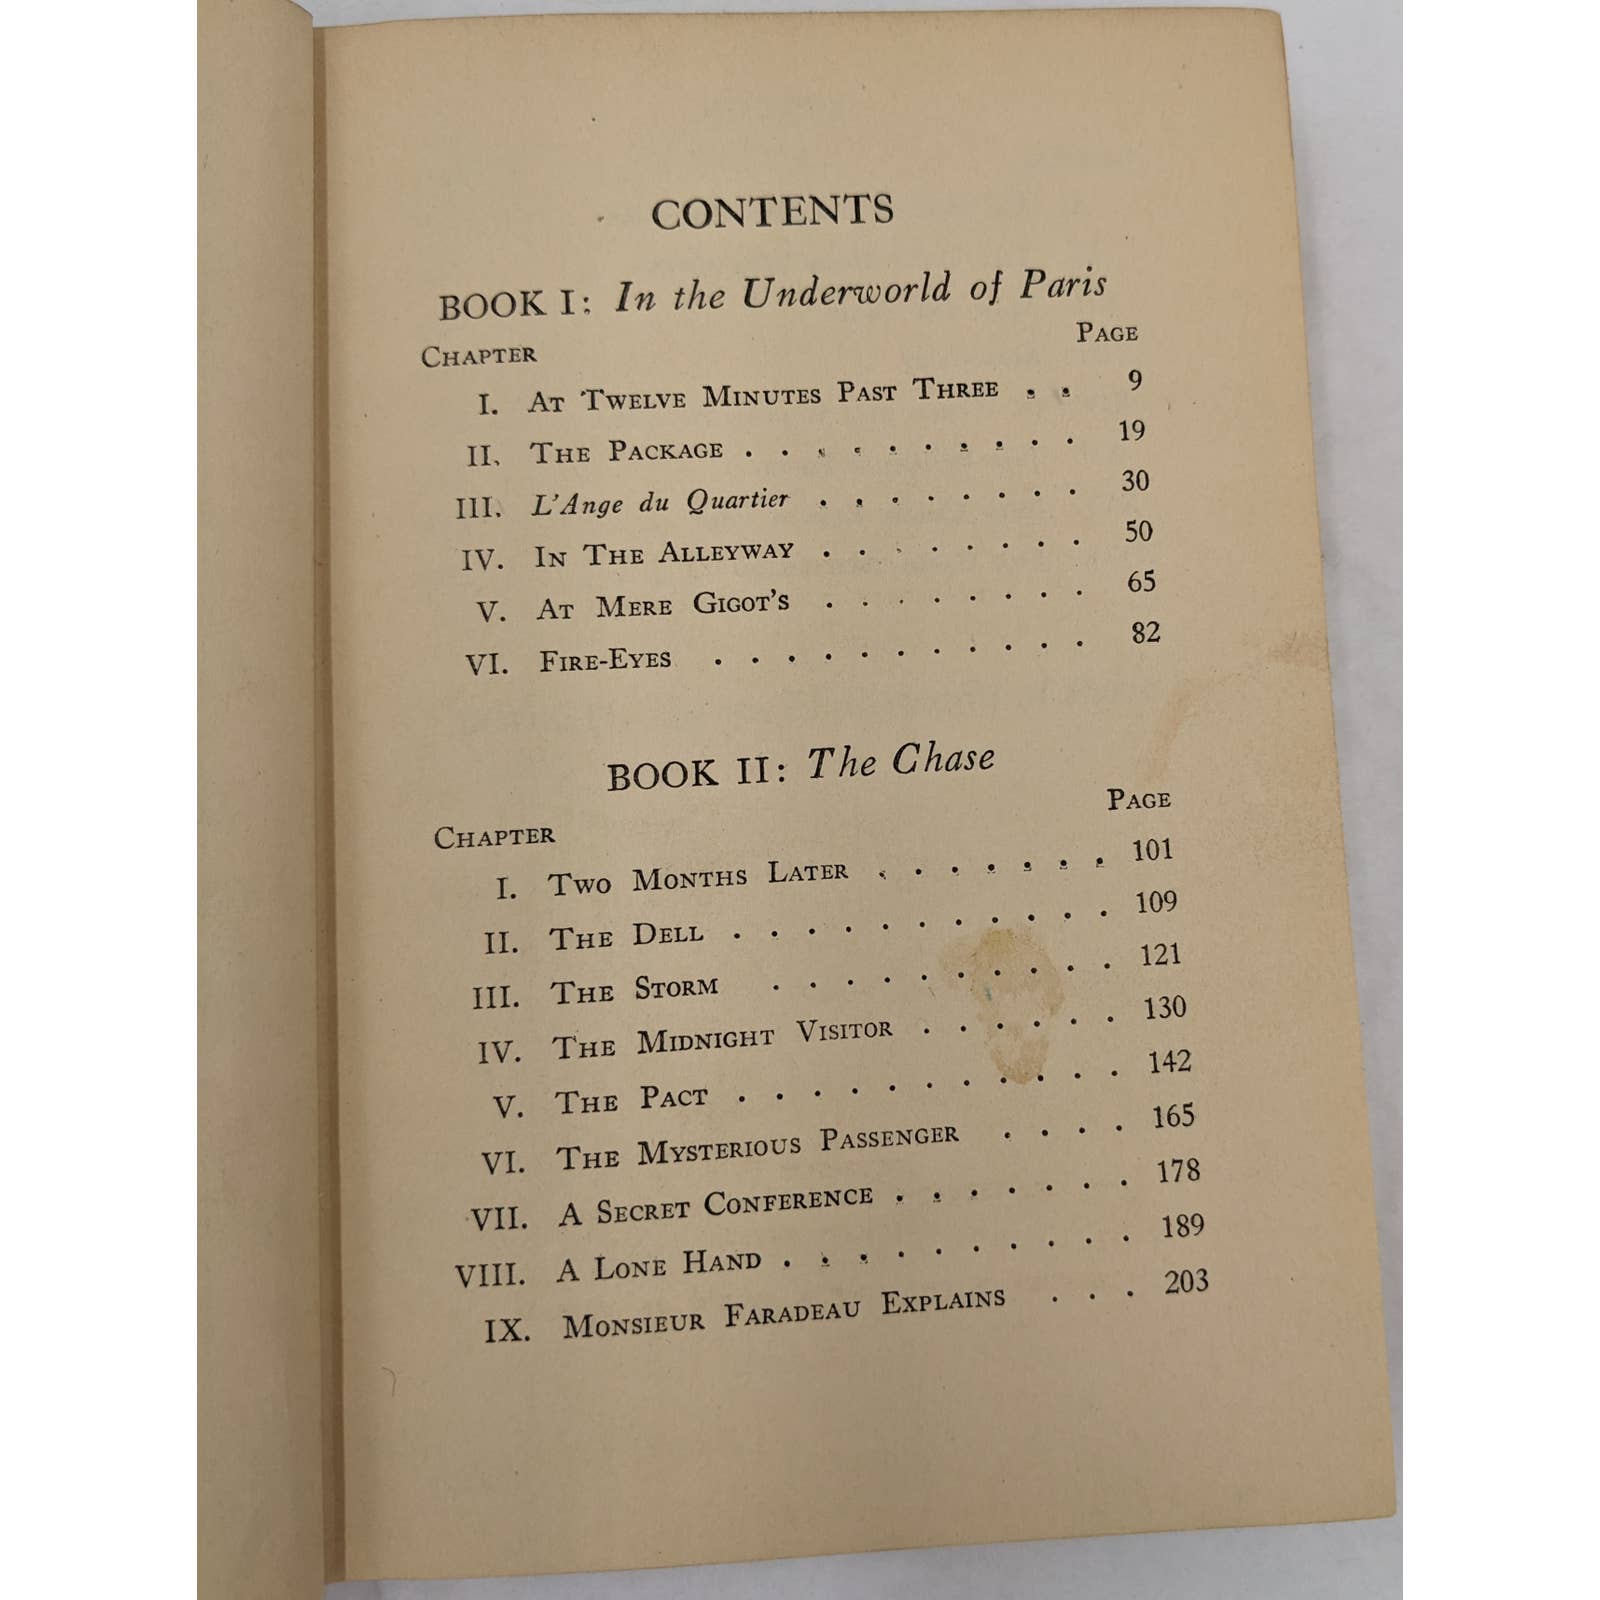 CONTENTS
BOOK I: In the Underworld of Paris
CHAPTER PAGE
I. AT TWELVE MINUTES PAST THREE . . 9
II. THE PACKAGE . . . . . . . . . . 19
III. L'Ange du Quartier . . . . . . . . 30
IV. IN THE ALLEYWAY . . . . . . . . 50
V. AT MERE GIGOT'S . . . . . . . . 65
VI. FIRE-EYES . . . . . . . . . . . 82
BOOK II: The Chase
CHAPTER PAGE
I. TWO MONTHS LATER . . . . . . . 101
II. THE DELL . . . . . . . . . . . 109
III. THE STORM . . . . . . . . . . 121
IV. THE MIDNIGHT VISITOR . . . . . . 130
V. THE PACT . . . . . . . . . . . 142
VI. THE MYSTERIOUS PASSENGER . . . . 165
VII. A SECRET CONFERENCE . . . . . . . 178
VIII. A LONE HAND . . . . . . . . . . 189
IX. MONSIEUR FARADEAU EXPLAINS . . . 203